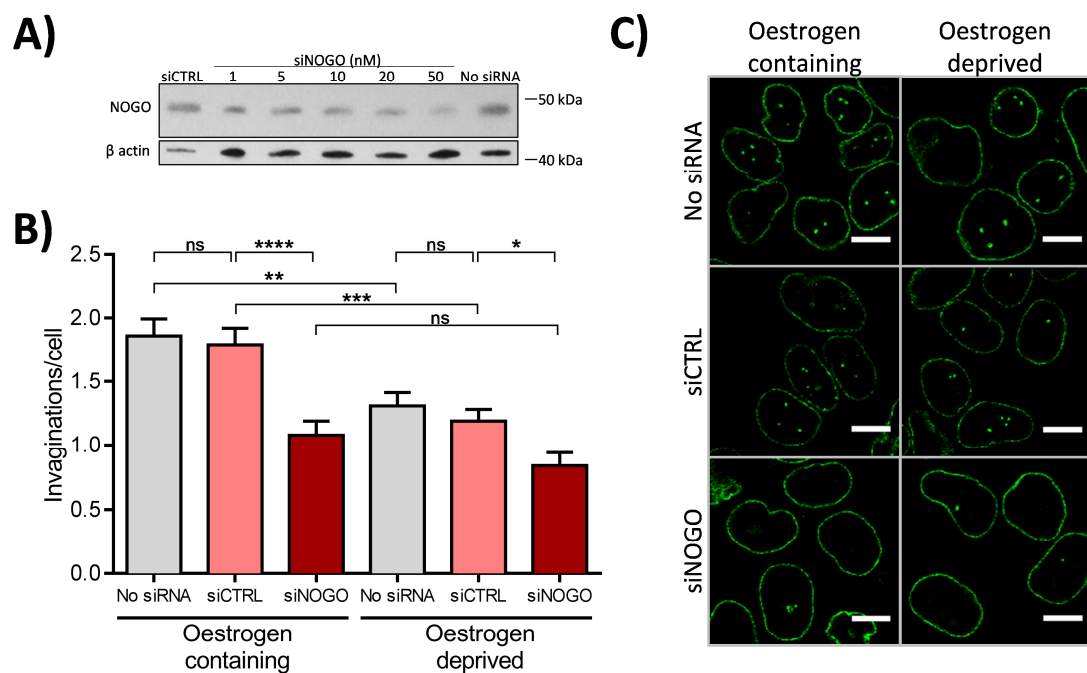 A)
siNOGO (nM)
siCTRL 1 5 10 20 50 No siRNA
NOGO
50 kDa
β actin
40 kDa
B)
Invaginations/cell
2.5
2.0
1.5
1.0
0.5
0.0
ns **** ns *
**
***
ns
No siRNA siCTRL siNOGO No siRNA siCTRL siNOGO
Oestrogen containing
Oestrogen deprived
C)
Oestrogen containing
Oestrogen deprived
No siRNA
siCTRL
siNOGO